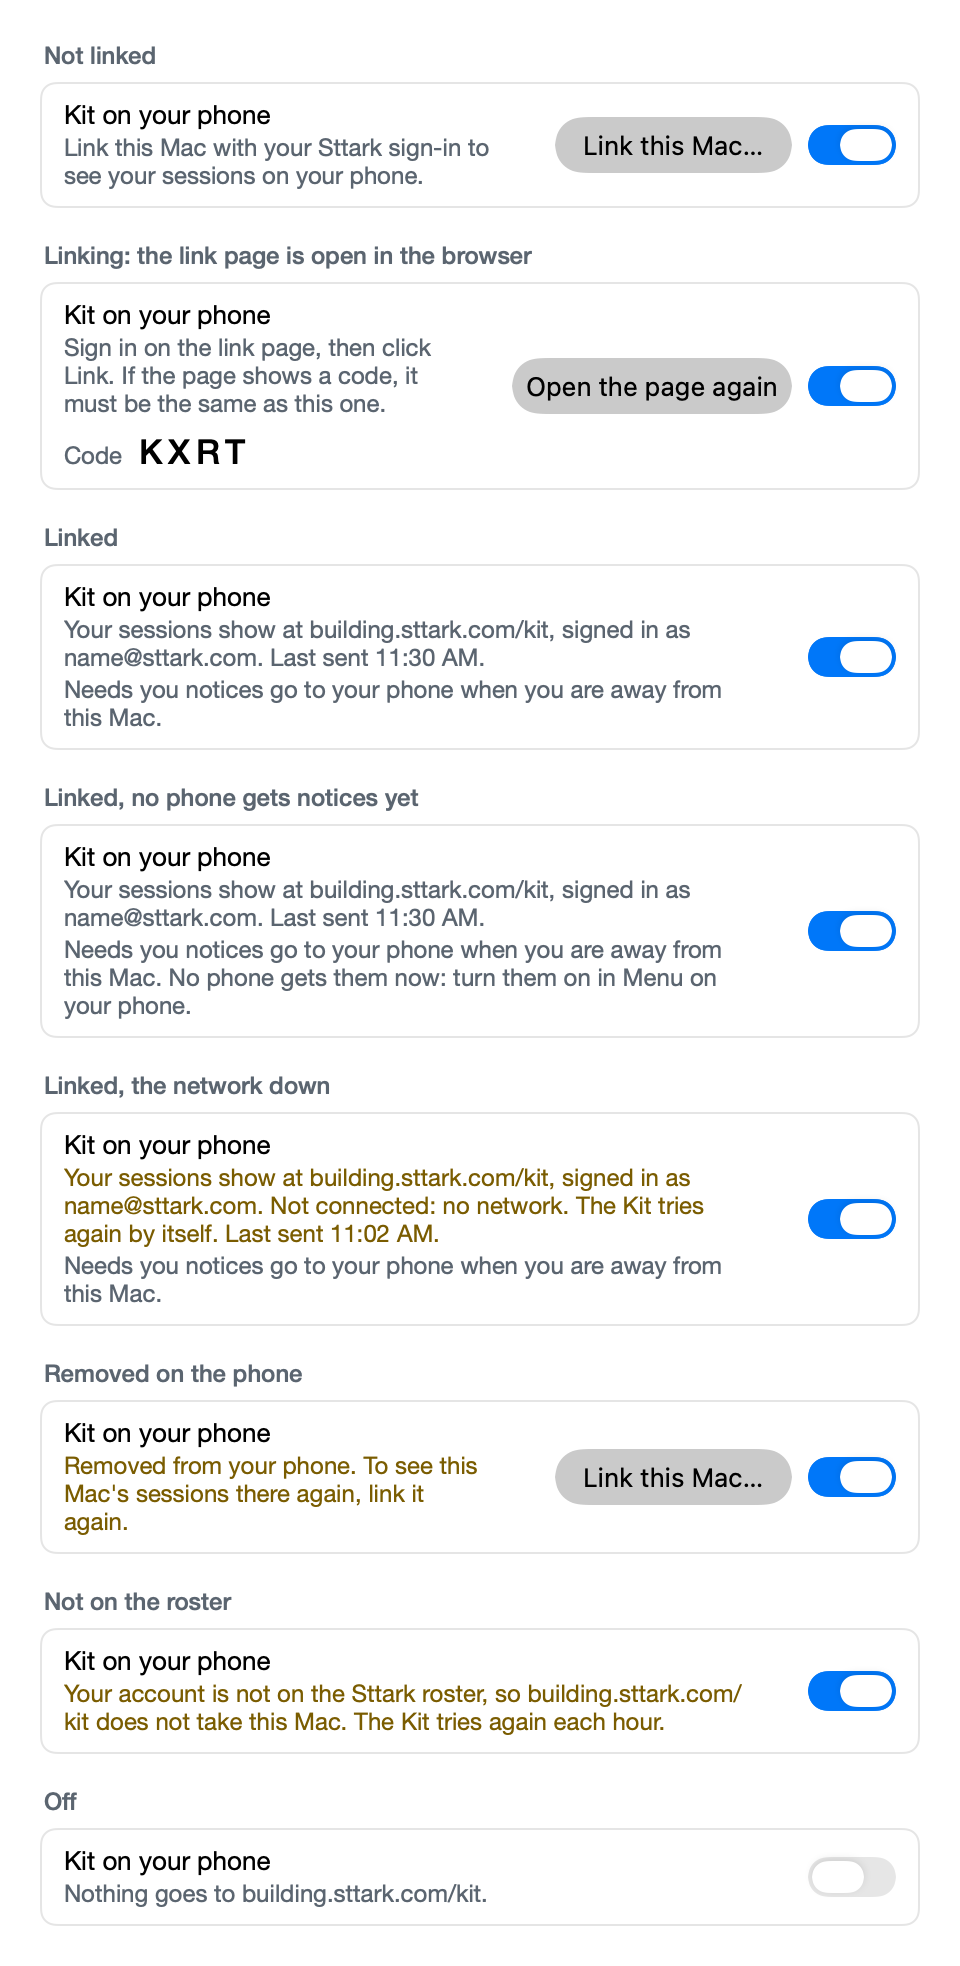 Not linked
Kit on your phone
Link this Mac with your Sttark sign-in to
see your sessions on your phone.
Link this Mac...
Linking: the link page is open in the browser
Kit on your phone
Sign in on the link page, then click
Link. If the page shows a code, it
must be the same as this one.
Code KXRT
Open the page again
Linked
Kit on your phone
Your sessions show at building.sttark.com/kit, signed in as
name@sttark.com. Last sent 11:30 AM.
Needs you notices go to your phone when you are away from
this Mac.
Linked, no phone gets notices yet
Kit on your phone
Your sessions show at building.sttark.com/kit, signed in as
name@sttark.com. Last sent 11:30 AM.
Needs you notices go to your phone when you are away from
this Mac. No phone gets them now: turn them on in Menu on
your phone.
Linked, the network down
Kit on your phone
Your sessions show at building.sttark.com/kit, signed in as
name@sttark.com. Not connected: no network. The Kit tries
again by itself. Last sent 11:02 AM.
Needs you notices go to your phone when you are away from
this Mac.
Removed on the phone
Kit on your phone
Removed from your phone. To see this
Mac's sessions there again, link it
again.
Link this Mac...
Not on the roster
Kit on your phone
Your account is not on the Sttark roster, so building.sttark.com/
kit does not take this Mac. The Kit tries again each hour.
Off
Kit on your phone
Nothing goes to building.sttark.com/kit.